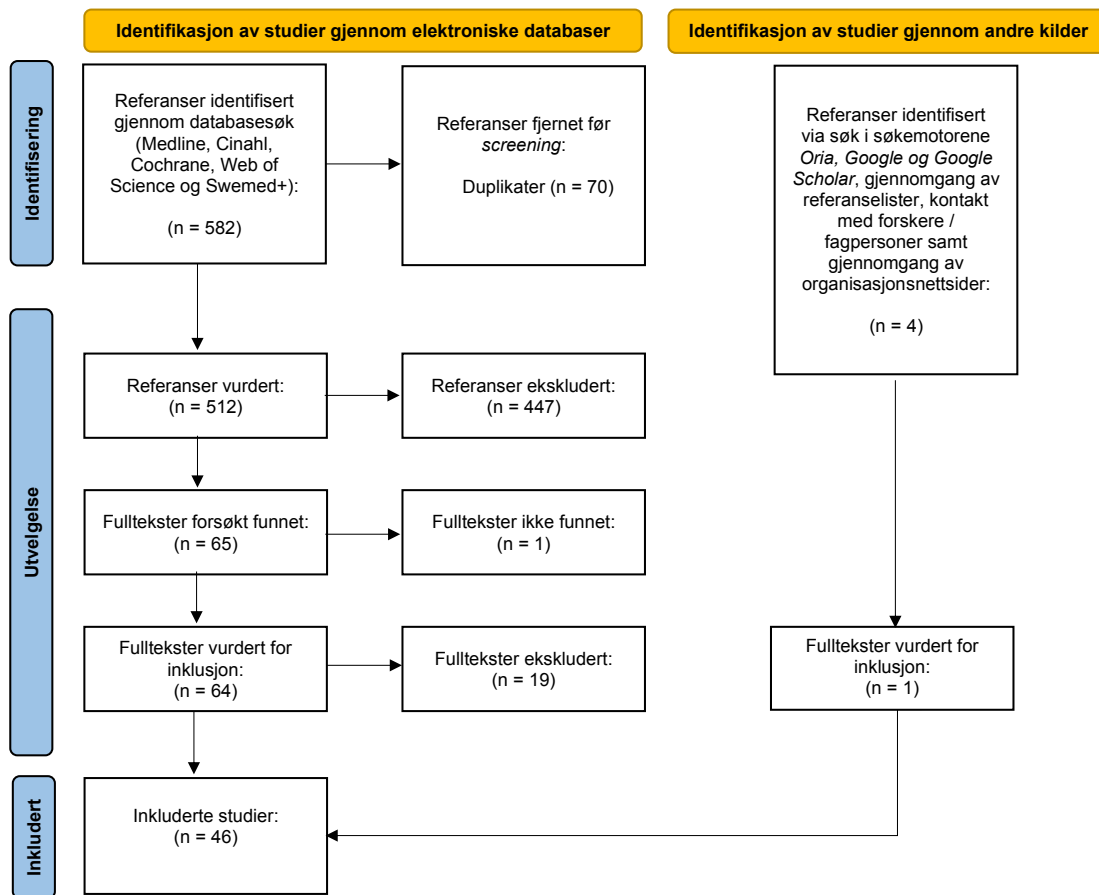 Identifikasjon av studier gjennom elektroniske databaser
Identifikasjon av studier gjennom andre kilder
Identifisering
Referanser identifisert
gjennom databasesøk
(Medline, Cinahl,
Cochrane, Web of
Science og Swemed+):
(n = 582)
Referanser fjernet før
screening:
Duplikater (n = 70)
Referanser identifisert
via søk i søkemotorene
Oria, Google og Google
Scholar, gjennomgang av
referanselister, kontakt
med forskere /
fagpersoner samt
gjennomgang av
organisasjonsnettsider:
(n = 4)
Utvelgelse
Referanser vurdert:
(n = 512)
Referanser ekskludert:
(n = 447)
Fulltekster forsøkt funnet:
(n = 65)
Fulltekster ikke funnet:
(n = 1)
Fulltekster vurdert for
inklusjon:
(n = 64)
Fulltekster ekskludert:
(n = 19)
Fulltekster vurdert for
inklusjon:
(n = 1)
Inkludert
Inkluderte studier:
(n = 46)